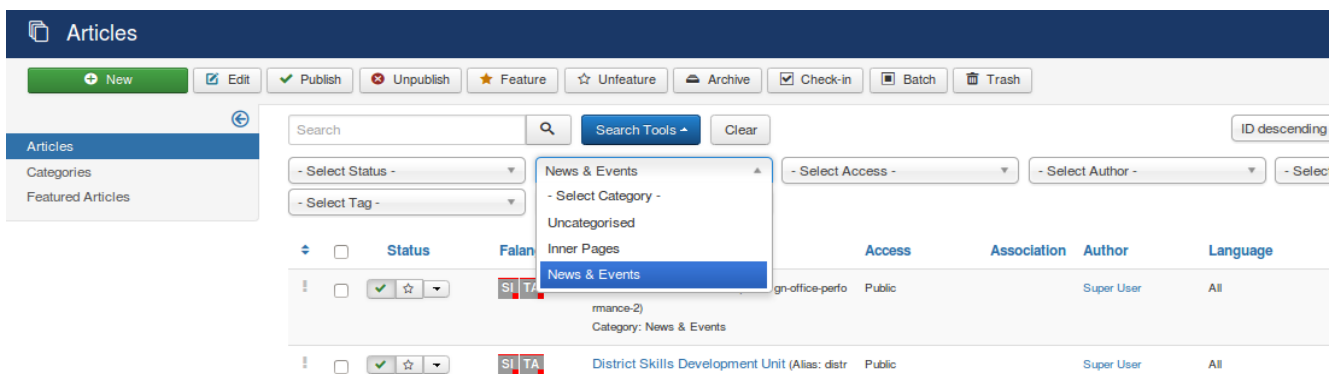 Articles
New Edit Publish Unpublish Feature Unfeature Archive Check-in Batch Trash
Search Search Tools Clear ID descending
Articles
Categories
Featured Articles
- Select Status - News & Events - Select Access - - Select Author - - Select
- Select Tag - - Select Category -
Uncategorised
Inner Pages
News & Events
Status Access Association Author Language
SI TA gn-office-perfo Public Super User All
rmance-2)
Category: News & Events
SI TA District Skills Development Unit (Alias: distr Public Super User All